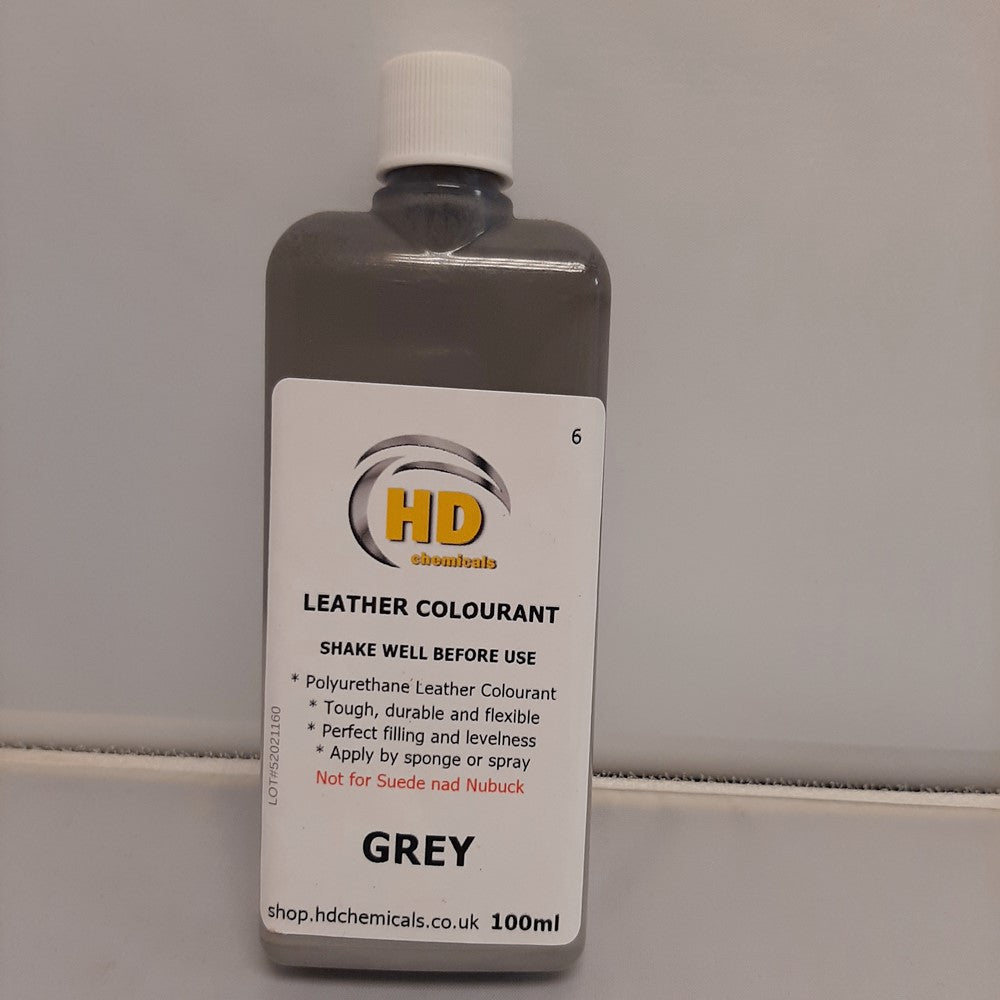 6
HD
chemicals
LEATHER COLOURANT
SHAKE WELL BEFORE USE
* Polyurethane Leather Colourant
* Tough, durable and flexible
* Perfect filling and levelness
* Apply by sponge or spray
Not for Suede nad Nubuck
LOT#52021160
GREY
shop.hdchemicals.co.uk 100ml